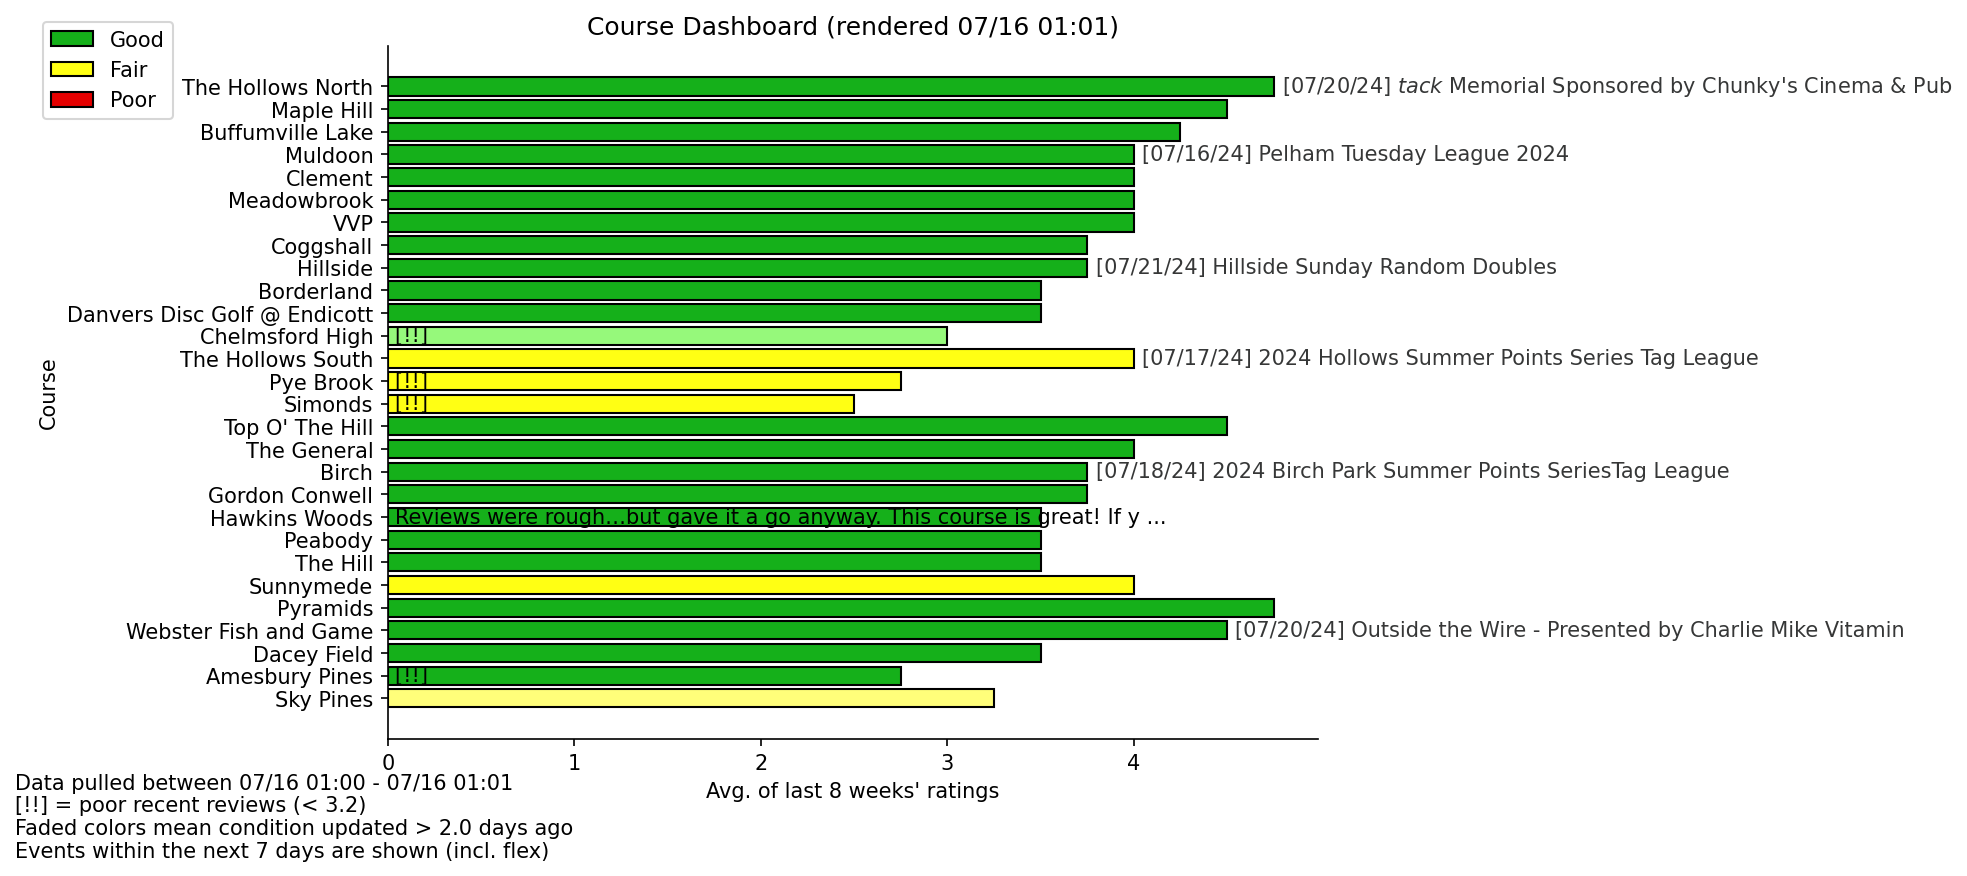 Course Dashboard (rendered 07/16 01:01)
Good
Fair
Poor
The Hollows North [07/20/24] tack Memorial Sponsored by Chunky's Cinema & Pub
Maple Hill
Buffumville Lake
Muldoon [07/16/24] Pelham Tuesday League 2024
Clement
Meadowbrook
VVP
Coggshall
Hillside [07/21/24] Hillside Sunday Random Doubles
Borderland
Danvers Disc Golf @ Endicott
Chelmsford High [!!]
The Hollows South [07/17/24] 2024 Hollows Summer Points Series Tag League
Pye Brook [!!]
Simonds [!!]
Top O' The Hill
The General
Birch [07/18/24] 2024 Birch Park Summer Points SeriesTag League
Gordon Conwell
Hawkins Woods Reviews were rough...but gave it a go anyway. This course is great! If y ...
Peabody
The Hill
Sunnymede
Pyramids
Webster Fish and Game [07/20/24] Outside the Wire - Presented by Charlie Mike Vitamin
Dacey Field
Amesbury Pines [!!]
Sky Pines
Course
0 1 2 3 4
Avg. of last 8 weeks' ratings
Data pulled between 07/16 01:00 - 07/16 01:01
[!!] = poor recent reviews (< 3.2)
Faded colors mean condition updated > 2.0 days ago
Events within the next 7 days are shown (incl. flex)